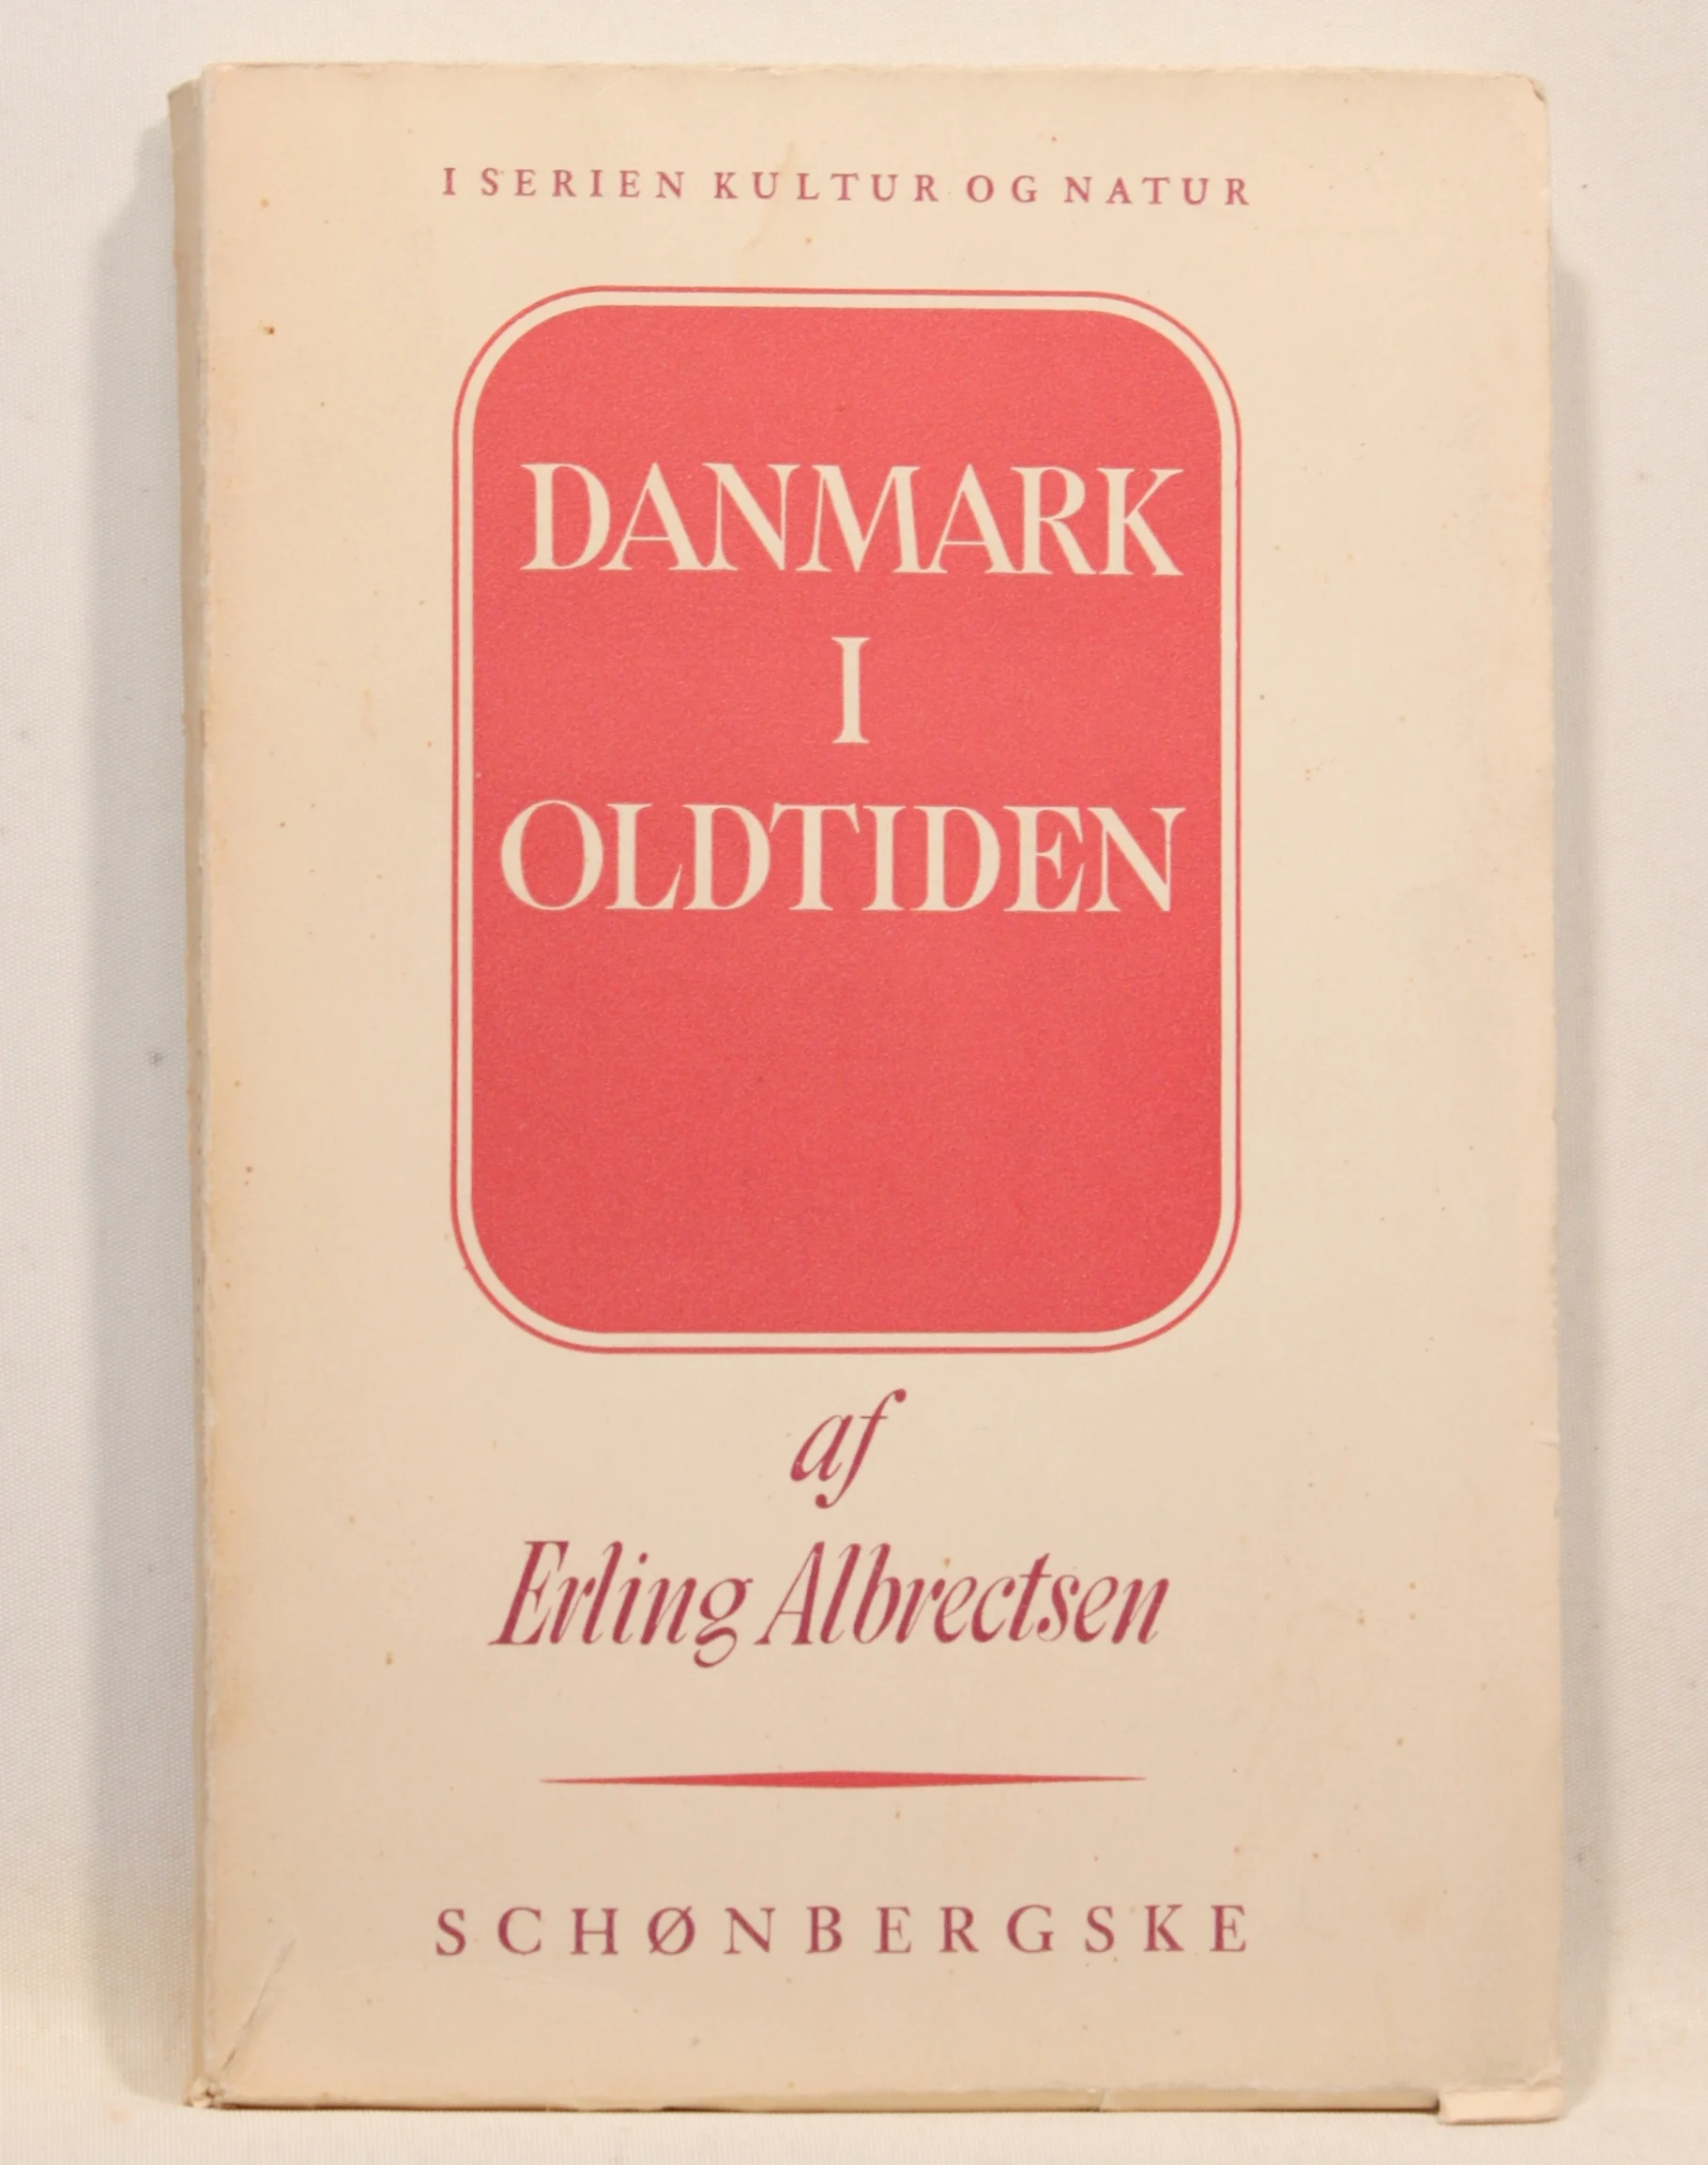 I SERIEN KULTUR OG NATUR
DANMARK
I
OLDTIDEN
af
Erling Albrectsen
SCHØNBERGSKE